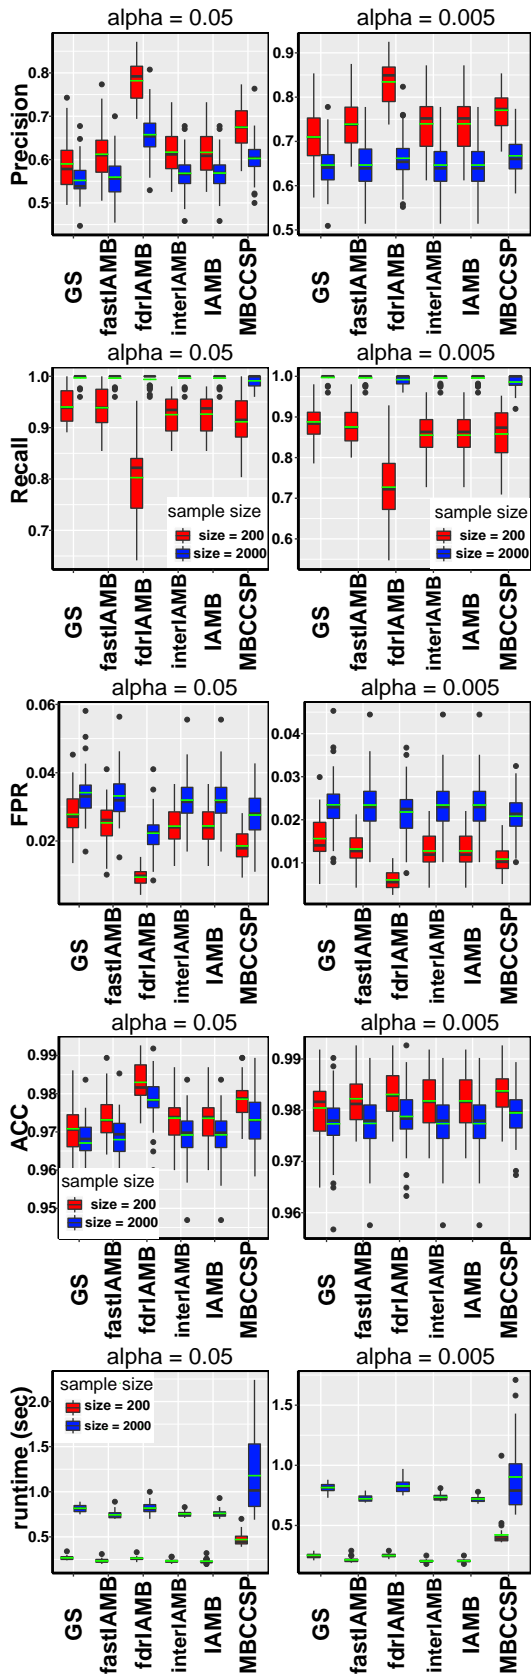 alpha = 0.05
alpha = 0.005
Precision
0.8
0.7
0.6
0.5
0.9
0.8
0.7
0.6
0.5
GS
fastIAMB
fdrIAMB
interIAMB
IAMB
MBCCSP
GS
fastIAMB
fdrIAMB
interIAMB
IAMB
MBCCSP
alpha = 0.05
alpha = 0.005
Recall
1.0
0.9
0.8
0.7
1.0
0.9
0.8
0.7
0.6
sample size
size = 200
size = 2000
sample size
size = 200
size = 2000
GS
fastIAMB
fdrIAMB
interIAMB
IAMB
MBCCSP
GS
fastIAMB
fdrIAMB
interIAMB
IAMB
MBCCSP
alpha = 0.05
alpha = 0.005
FPR
0.06
0.04
0.02
0.04
0.03
0.02
0.01
GS
fastIAMB
fdrIAMB
interIAMB
IAMB
MBCCSP
GS
fastIAMB
fdrIAMB
interIAMB
IAMB
MBCCSP
alpha = 0.05
alpha = 0.005
ACC
0.99
0.98
0.97
0.96
0.95
0.99
0.98
0.97
0.96
sample size
size = 200
size = 2000
GS
fastIAMB
fdrIAMB
interIAMB
IAMB
MBCCSP
GS
fastIAMB
fdrIAMB
interIAMB
IAMB
MBCCSP
alpha = 0.05
alpha = 0.005
runtime (sec)
2.0
1.5
1.0
0.5
1.5
1.0
0.5
sample size
size = 200
size = 2000
GS
fastIAMB
fdrIAMB
interIAMB
IAMB
MBCCSP
GS
fastIAMB
fdrIAMB
interIAMB
IAMB
MBCCSP